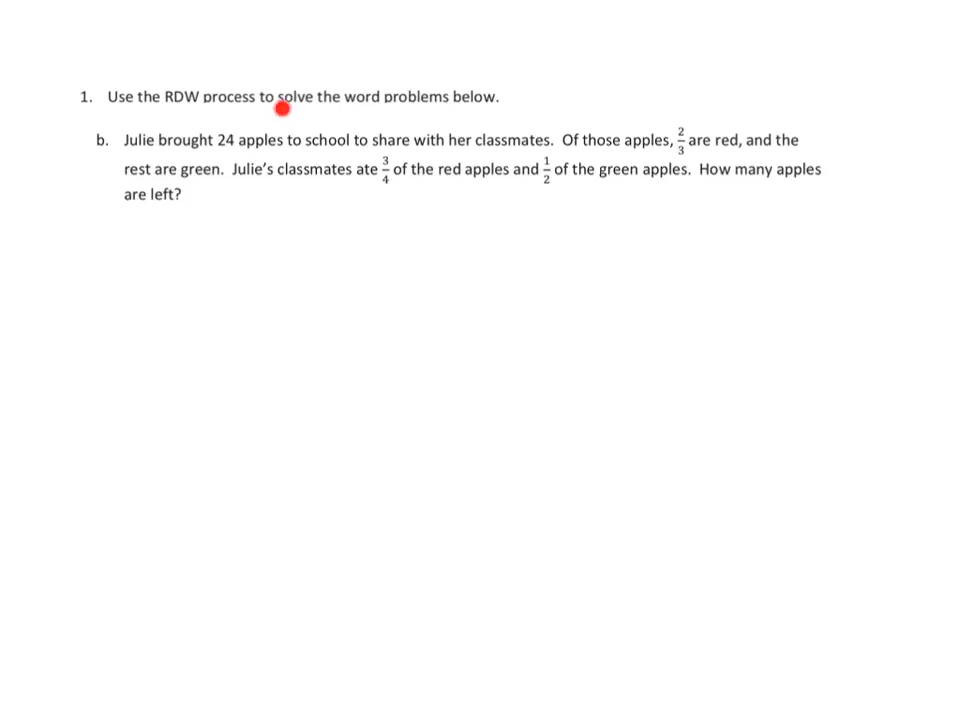 1. Use the RDW process to solve the word problems below.
b. Julie brought 24 apples to school to share with her classmates. Of those apples, 2/3 are red, and the
rest are green. Julie's classmates ate 3/4 of the red apples and 1/2 of the green apples. How many apples
are left?